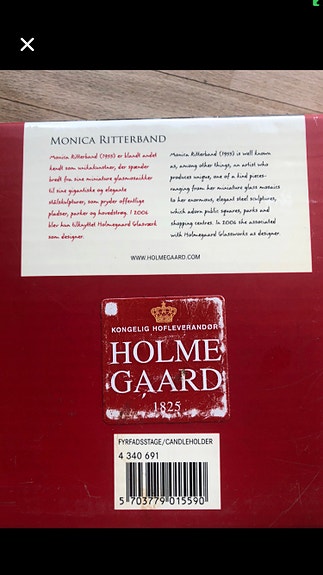 MONICA RITTERBAND
Monica Ritterband (1955) er blandt andet
kendt som unikakunstner, der spænder
bredt fra sine miniature glasmosaikker
til sine gigantiske og elegante
stålskulpturer, som pryder offentlige
pladser, parker og hovedstrøg. I 2006
blev hun tilknyttet Holmegaard Glasværk
som designer.
Monica Ritterband (1955) is well known
as, among other things, an artist who
produces unique, one of a kind pieces-
ranging from her miniature glass mosaics
to her enormous, elegant steel sculptures,
which adorn public squares, parks and
shopping centres. In 2006 she associated
with Holmegaard Glassworks as designer.
WWW.HOLMEGAARD.COM
KONGELIG HOFLEVERANDØR
HOLME
GAARD
1825
FYRFADSSTAGE/CANDLEHOLDER
4 340 691
5 703779 015590